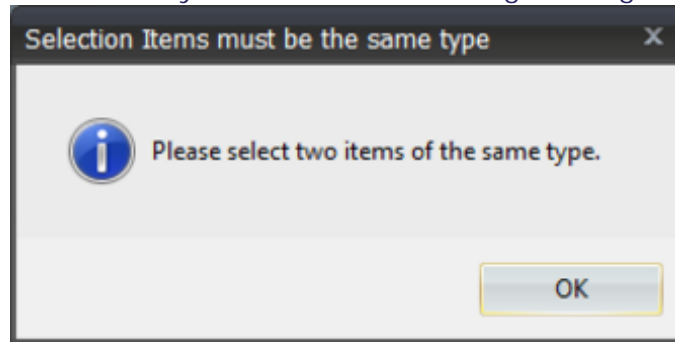 Selection Items must be the same type
Please select two items of the same type.
OK